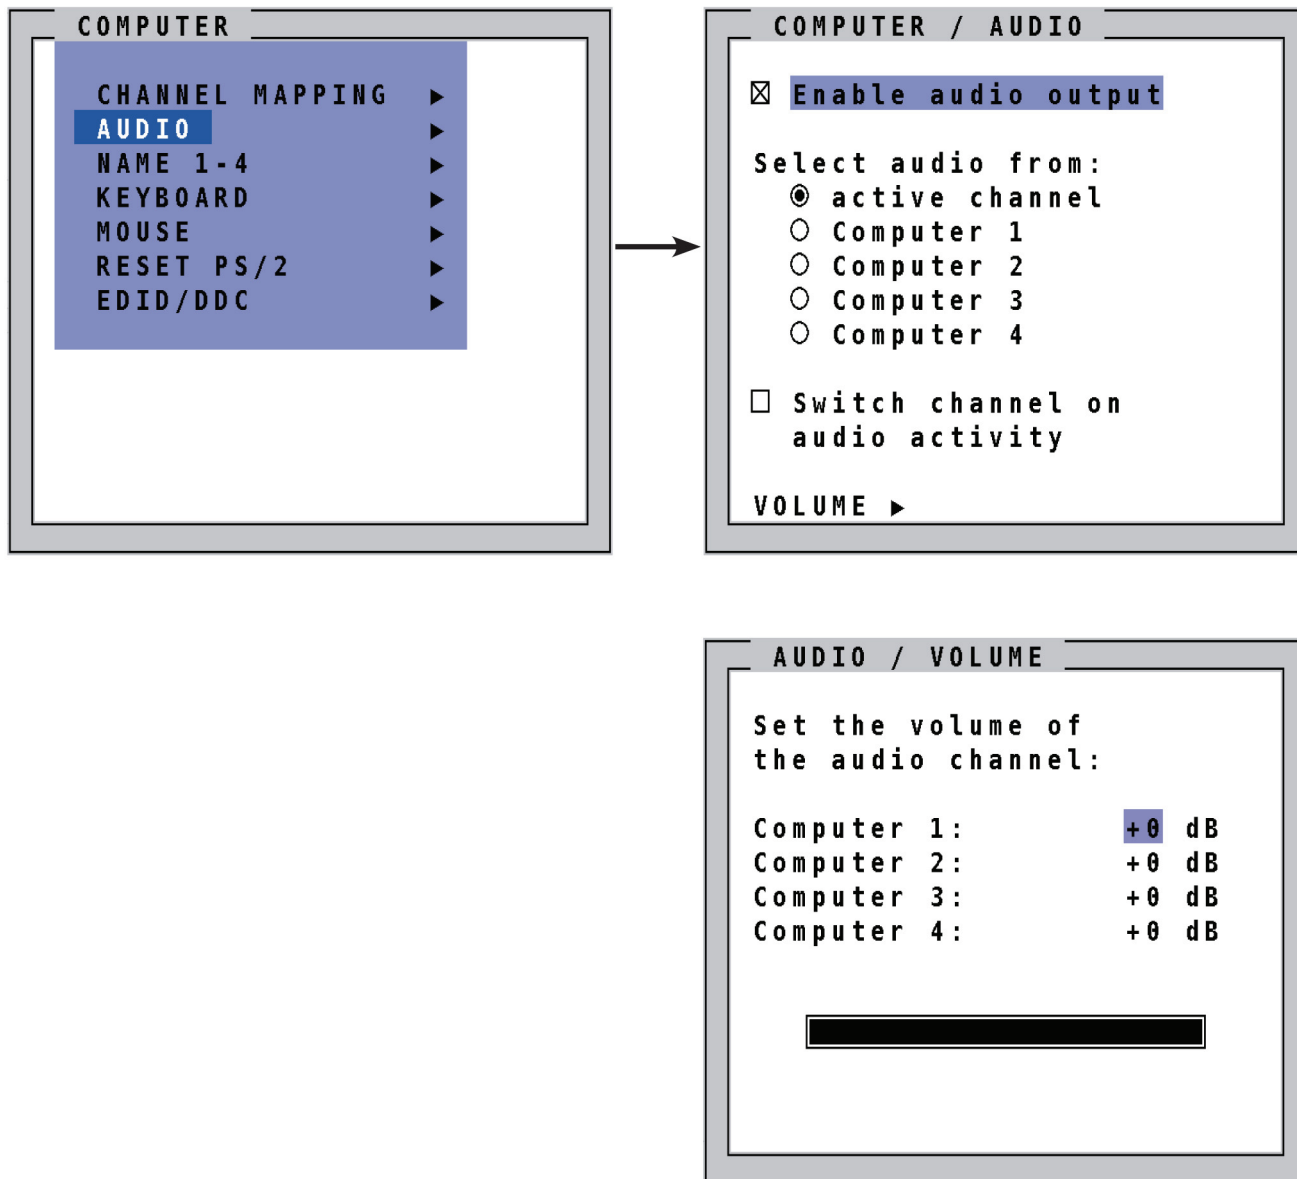 COMPUTER
CHANNEL MAPPING ▶
AUDIO ▶
NAME 1-4 ▶
KEYBOARD ▶
MOUSE ▶
RESET PS/2 ▶
EDID/DDC ▶
COMPUTER / AUDIO
☒ Enable audio output
Select audio from:
◉ active channel
○ Computer 1
○ Computer 2
○ Computer 3
○ Computer 4
☐ Switch channel on
audio activity
VOLUME ▶
AUDIO / VOLUME
Set the volume of
the audio channel:
Computer 1: +0 dB
Computer 2: +0 dB
Computer 3: +0 dB
Computer 4: +0 dB